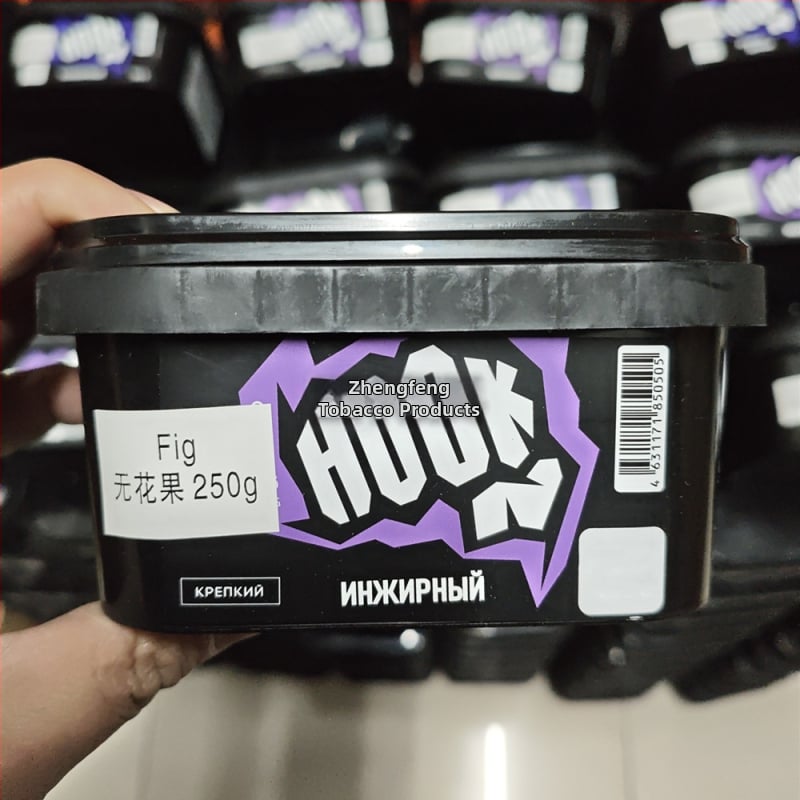 Zhengfeng
Tobacco Products
HOOK
N
Fig
无花果 250g
КРЕПКИЙ
ИНЖИРНЫЙ
4 631171 850505